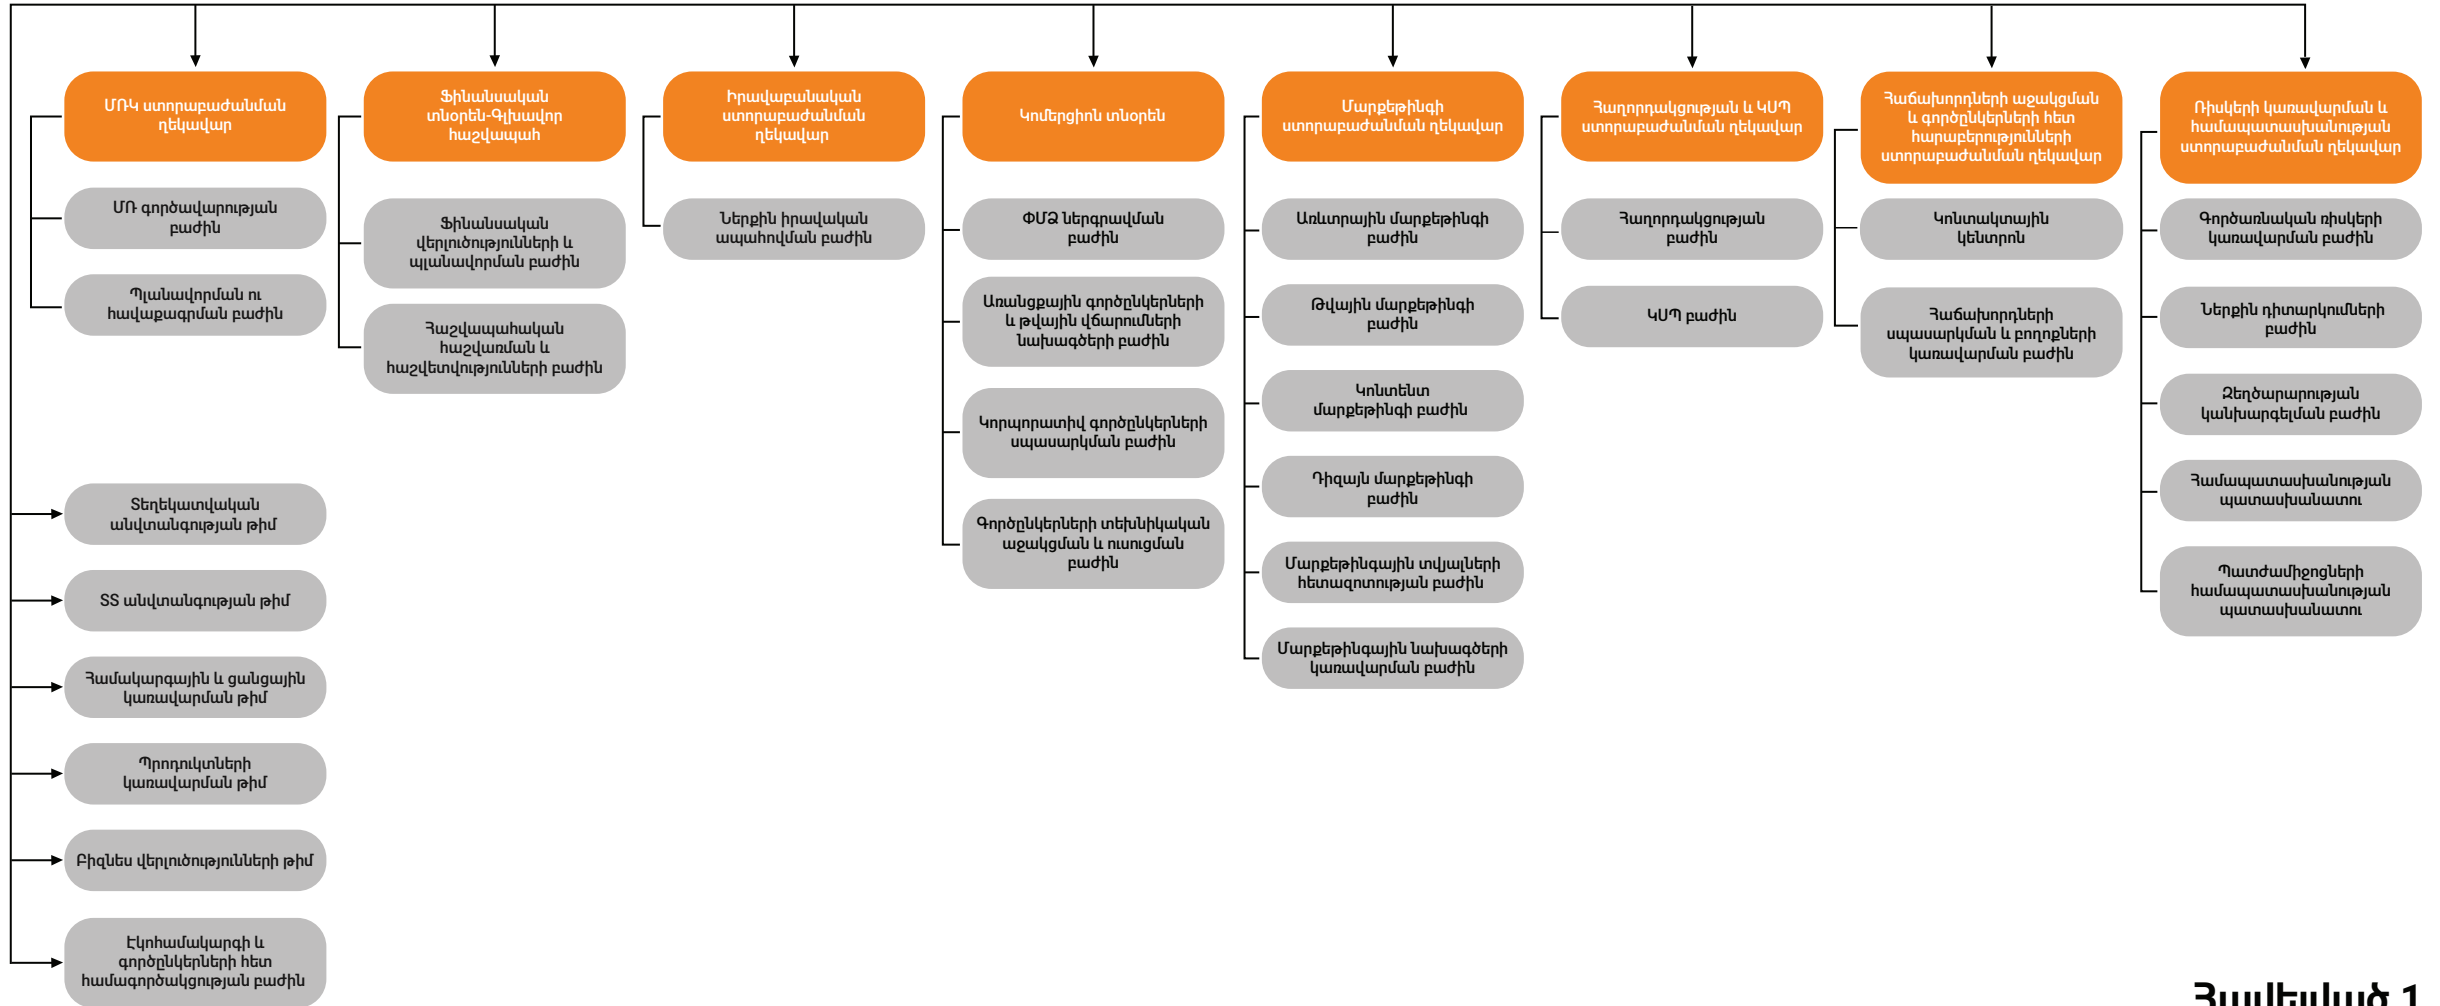 ՄՌԿ ստորաբաժանման
ղեկավար
ՄՌ գործավարության
բաժին
Պլանավորման ու
հավաքագրման բաժին
Ֆինանսական
տնօրեն-Գլխավոր
հաշվապահ
Ֆինանսական
վերլուծությունների և
պլանավորման բաժին
Հաշվապահական
հաշվառման և
հաշվետվությունների բաժին
Իրավաբանական
ստորաբաժանման
ղեկավար
Ներքին իրավական
ապահովման բաժին
Կոմերցիոն տնօրեն
ՓՄՁ ներգրավման
բաժին
Առանցքային գործընկերների
և թվային վճարումների
նախագծերի բաժին
Կորպորատիվ գործընկերների
սպասարկման բաժին
Գործընկերների տեխնիկական
աջակցման և ուսուցման
բաժին
Մարքեթինգի
ստորաբաժանման ղեկավար
Առևտրային մարքեթինգի
բաժին
Թվային մարքեթինգի
բաժին
Կոնտենտ
մարքեթինգի բաժին
Դիզայն մարքեթինգի
բաժին
Մարքեթինգային տվյալների
հետազոտության բաժին
Մարքեթինգային նախագծերի
կառավարման բաժին
Հաղորդակցության և ԿՍՊ
ստորաբաժանման ղեկավար
Հաղորդակցության
բաժին
ԿՍՊ բաժին
Հաճախորդների աջակցման
և գործընկերների հետ
հարաբերությունների
ստորաբաժանման ղեկավար
Կոնտակտային
կենտրոն
Հաճախորդների
սպասարկման և բողոքների
կառավարման բաժին
Ռիսկերի կառավարման և
համապատասխանության
ստորաբաժանման ղեկավար
Գործառնական ռիսկերի
կառավարման բաժին
Ներքին դիտարկումների
բաժին
Զեղծարարության
կանխարգելման բաժին
Համապատասխանության
պատասխանատու
Պատժամիջոցների
համապատասխանության
պատասխանատու
Տեղեկատվական
անվտանգության թիմ
ՏՏ անվտանգության թիմ
Համակարգային և ցանցային
կառավարման թիմ
Պրոդուկտների
կառավարման թիմ
Բիզնես վերլուծությունների թիմ
Էկոհամակարգի և
գործընկերների հետ
համագործակցության բաժին
Հավելված 1